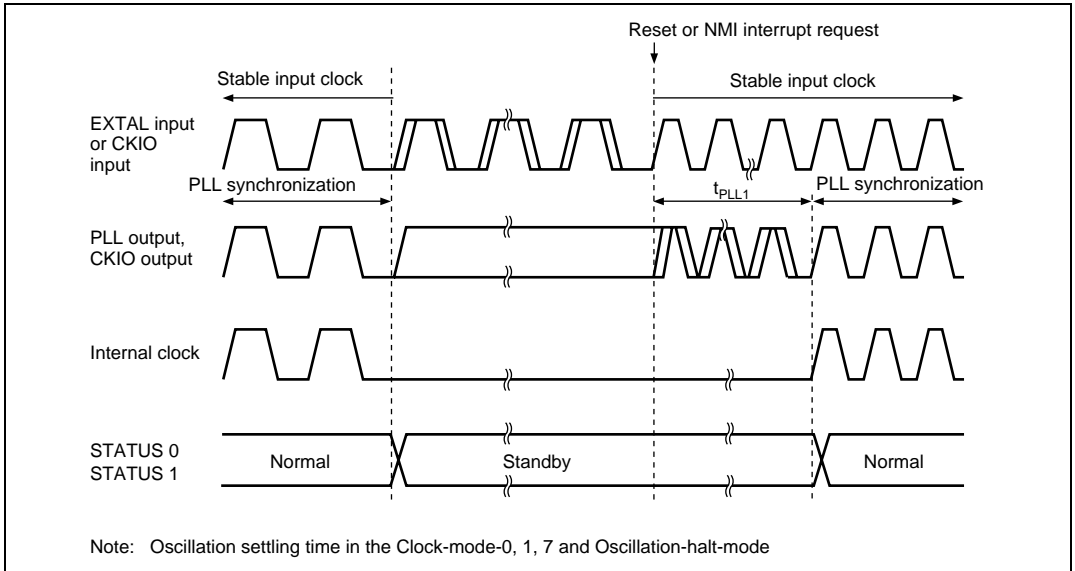 Reset or NMI interrupt request
Stable input clock
Stable input clock
EXTAL input
or CKIO
input
PLL synchronization
tPLL1
PLL synchronization
PLL output,
CKIO output
Internal clock
STATUS 0
STATUS 1
Normal
Standby
Normal
Note: Oscillation settling time in the Clock-mode-0, 1, 7 and Oscillation-halt-mode